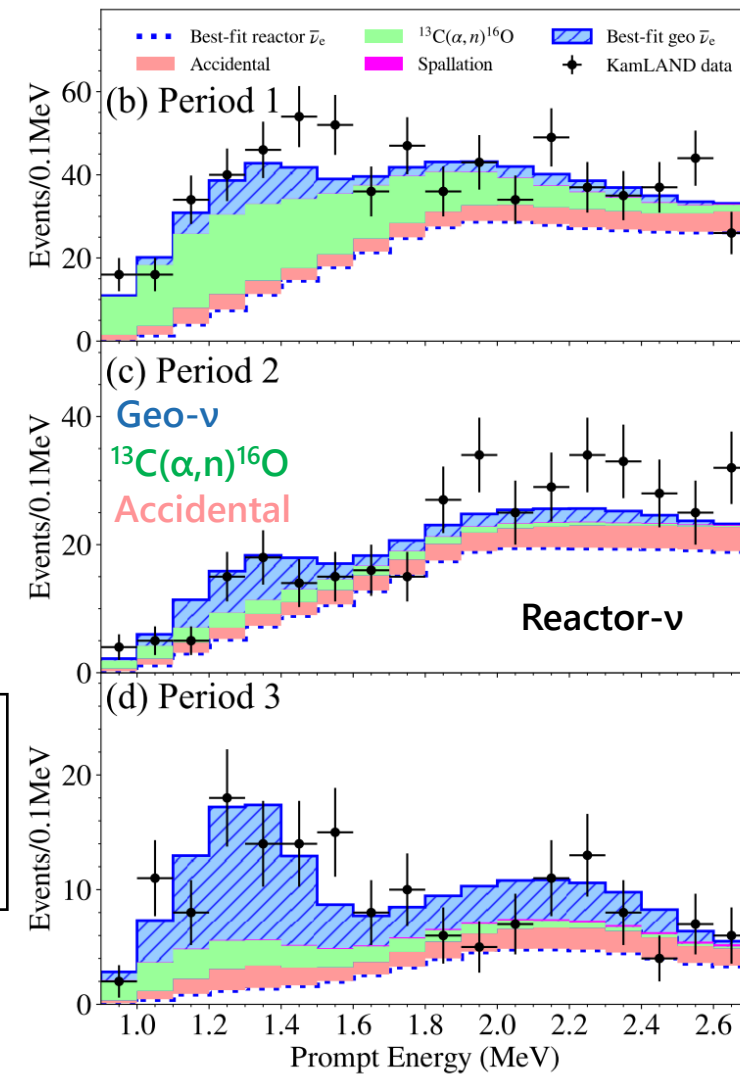 Best-fit reactor ν̄ₑ
¹³C(α,n)¹⁶O
Best-fit geo ν̄ₑ
Accidental
Spallation
KamLAND data
(b) Period 1
Events/0.1MeV
60
40
20
0
(c) Period 2
Geo-ν
¹³C(α,n)¹⁶O
Accidental
Reactor-ν
Events/0.1MeV
40
20
0
(d) Period 3
Events/0.1MeV
20
10
0
1.0 1.2 1.4 1.6 1.8 2.0 2.2 2.4 2.6
Prompt Energy (MeV)